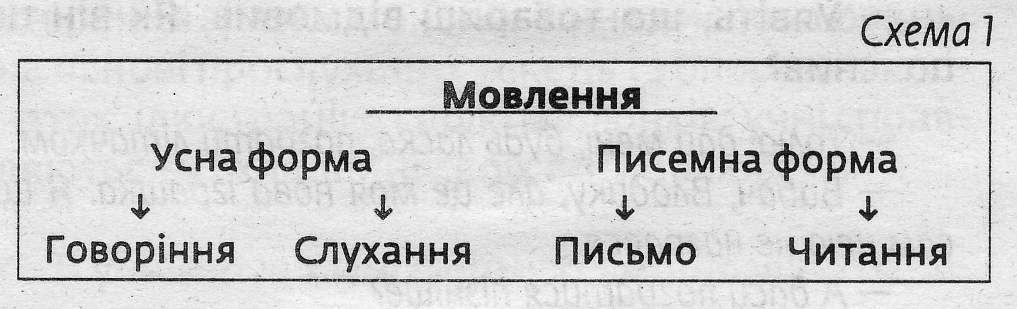 Схема 1
Мовлення
Усна форма Писемна форма
↓ ↓ ↓ ↓
Говоріння Слухання Письмо Читання